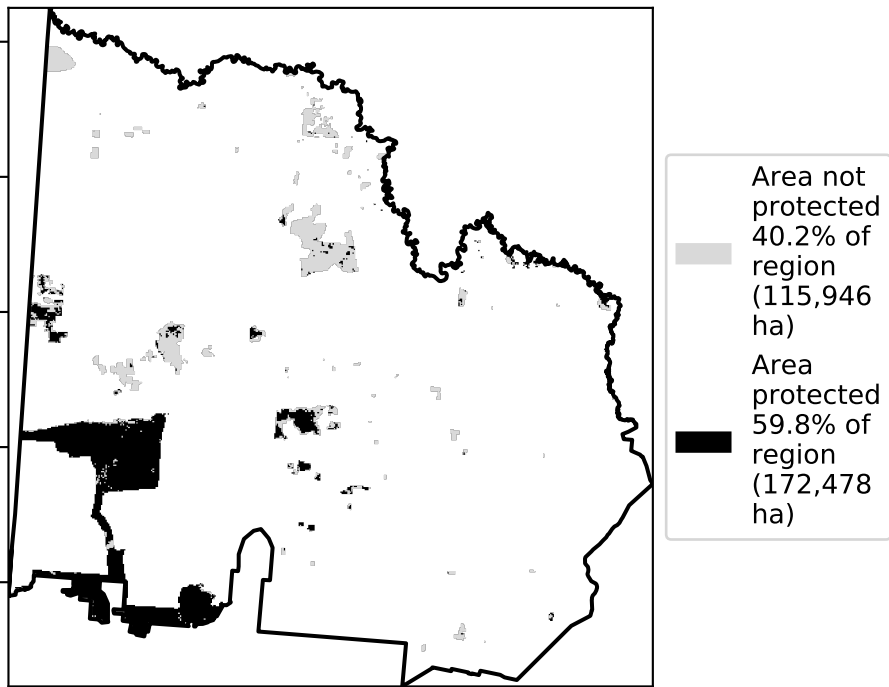 Area not
protected
40.2% of
region
(115,946
ha)
Area
protected
59.8% of
region
(172,478
ha)